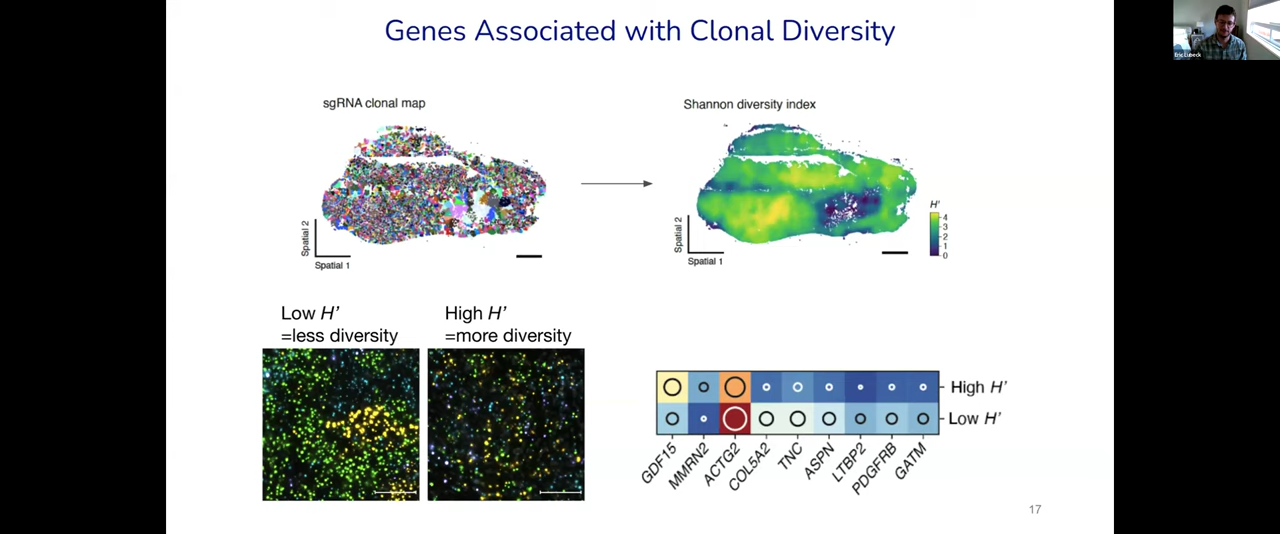 Genes Associated with Clonal Diversity
sgRNA clonal map
Shannon diversity index
Spatial 2
Spatial 1
Spatial 2
Spatial 1
H'
4
3
2
1
0
Low H'
=less diversity
High H'
=more diversity
High H'
Low H'
GDF15
MMRN2
ACTG2
COL5A2
TNC
ASPN
LTBP2
PDGFRB
GATM
17
Eric Lubeck